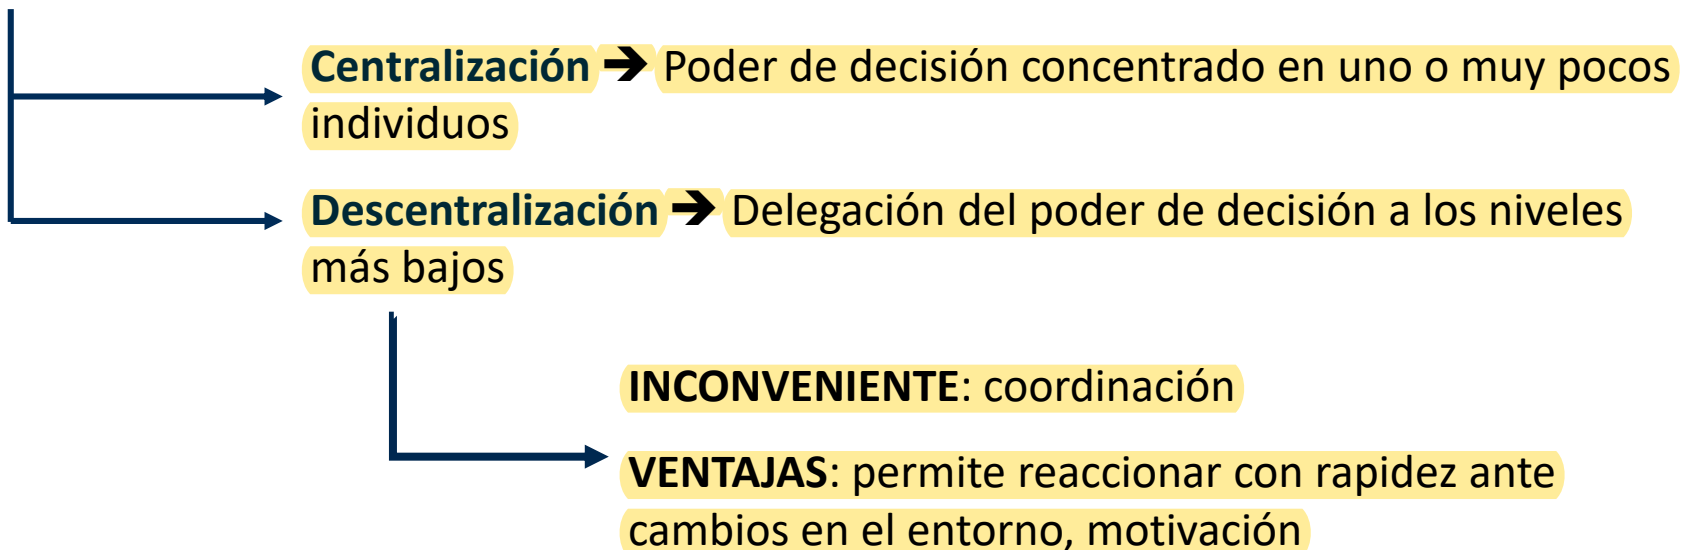 Centralización ➔ Poder de decisión concentrado en uno o muy pocos
individuos
Descentralización ➔ Delegación del poder de decisión a los niveles
más bajos
INCONVENIENTE: coordinación
VENTAJAS: permite reaccionar con rapidez ante
cambios en el entorno, motivación